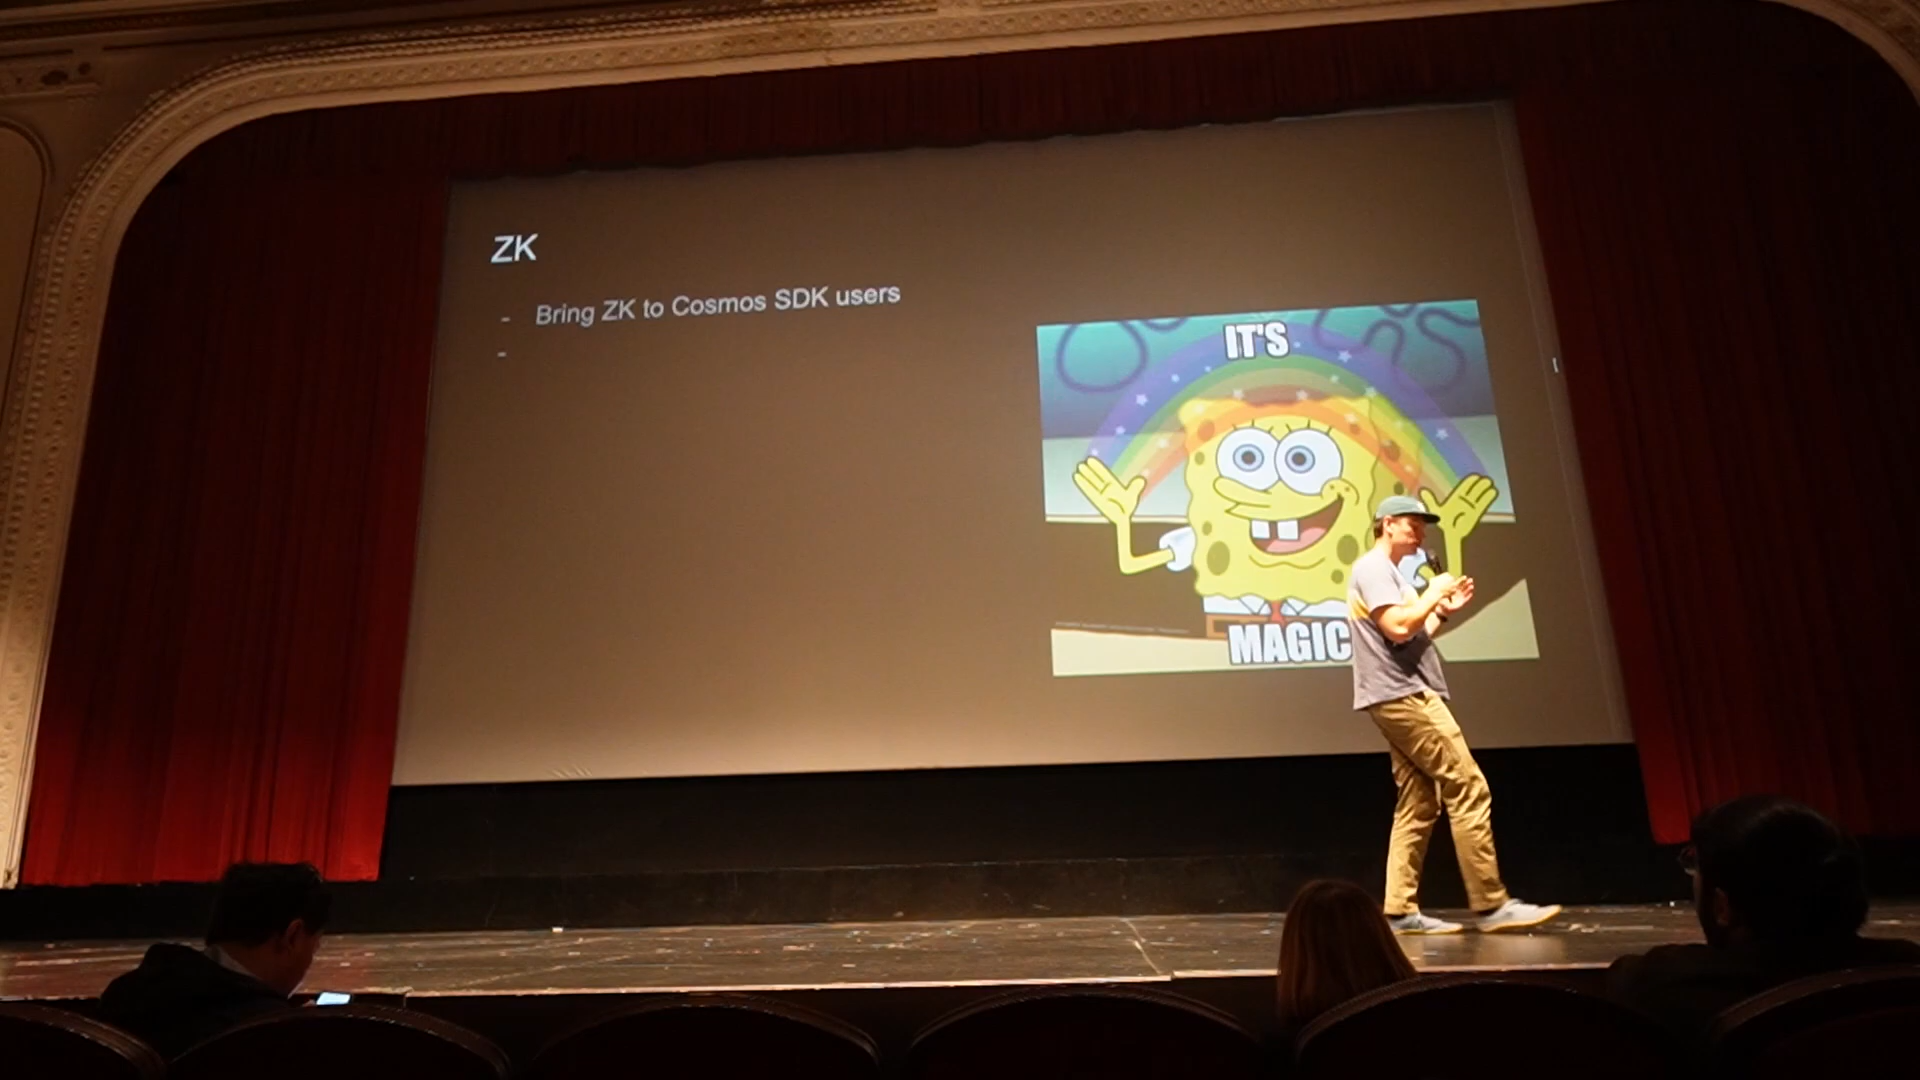 ZK
- Bring ZK to Cosmos SDK users
-
IT'S
MAGIC